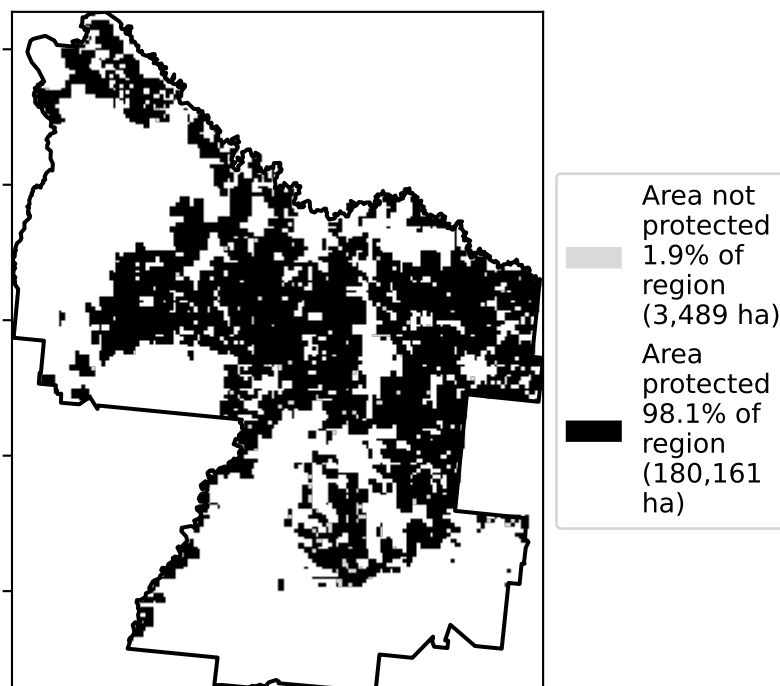 Area not
protected
1.9% of
region
(3,489 ha)
Area
protected
98.1% of
region
(180,161
ha)